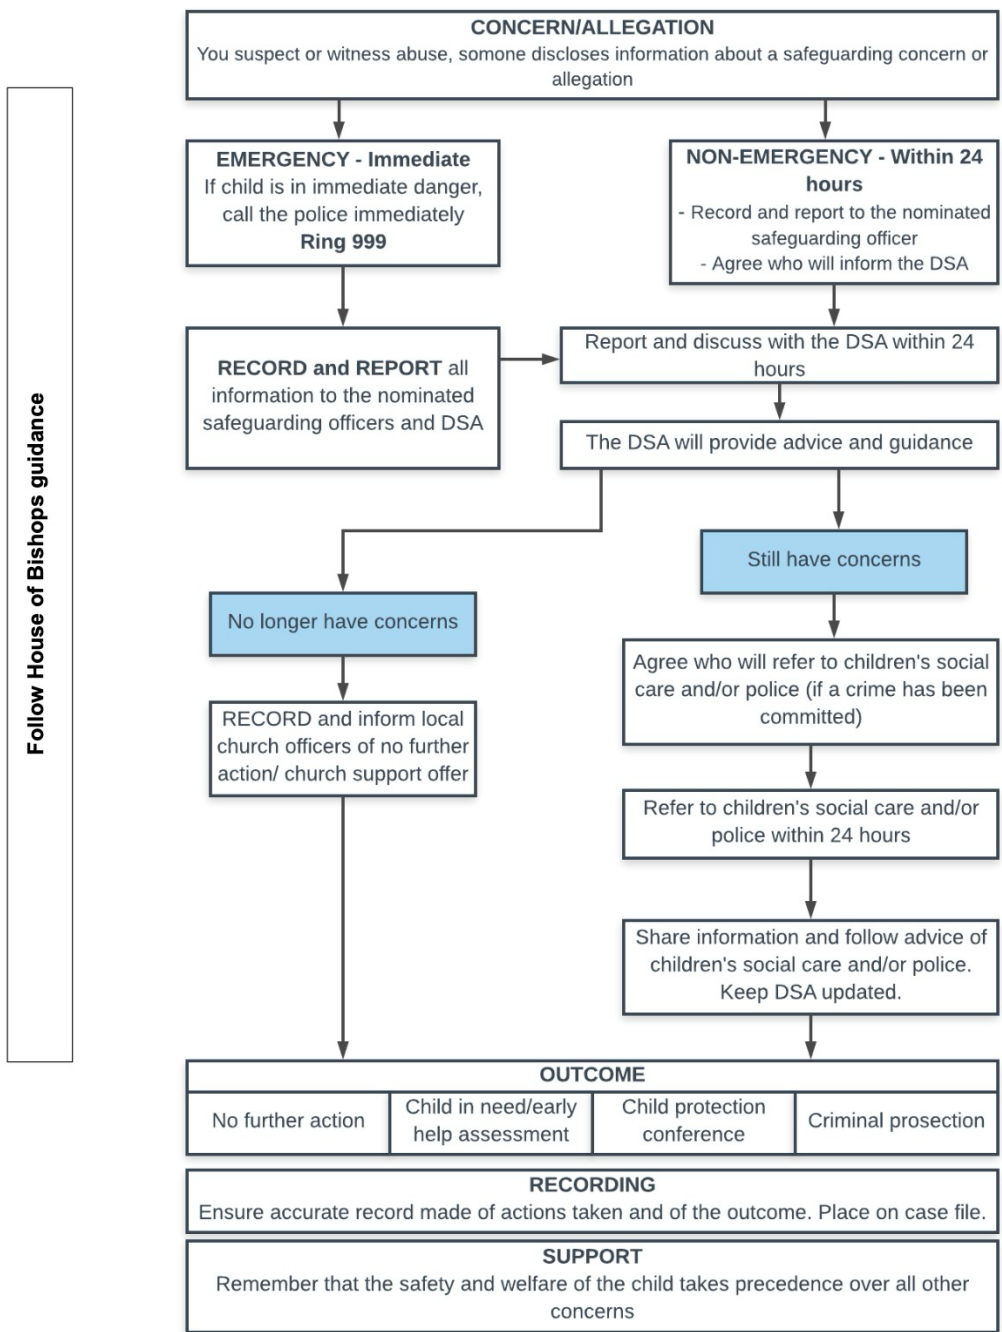 CONCERN/ALLEGATION
You suspect or witness abuse, somone discloses information about a safeguarding concern or
allegation
EMERGENCY - Immediate
If child is in immediate danger,
call the police immediately
Ring 999
NON-EMERGENCY - Within 24
hours
- Record and report to the nominated
safeguarding officer
- Agree who will inform the DSA
RECORD and REPORT all
information to the nominated
safeguarding officers and DSA
Report and discuss with the DSA within 24
hours
The DSA will provide advice and guidance
Follow House of Bishops guidance
Still have concerns
No longer have concerns
Agree who will refer to children's social
care and/or police (if a crime has been
committed)
RECORD and inform local
church officers of no further
action/ church support offer
Refer to children's social care and/or
police within 24 hours
Share information and follow advice of
children's social care and/or police.
Keep DSA updated.
OUTCOME
No further action
Child in need/early
help assessment
Child protection
conference
Criminal prosection
RECORDING
Ensure accurate record made of actions taken and of the outcome. Place on case file.
SUPPORT
Remember that the safety and welfare of the child takes precedence over all other
concerns